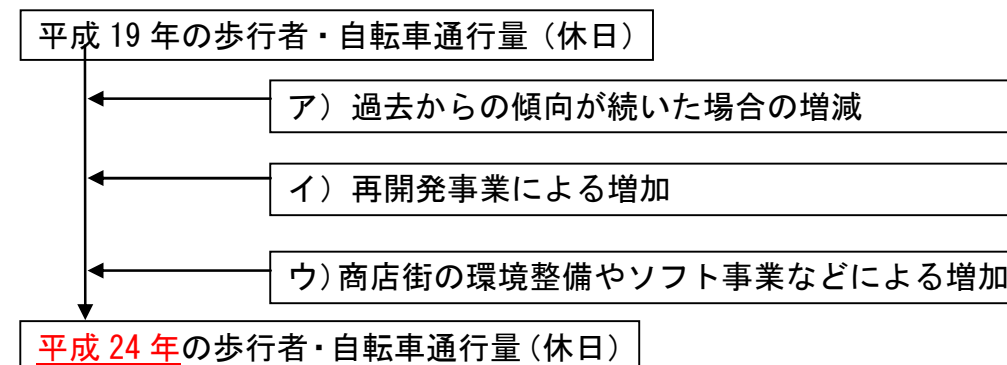 平成 19 年の歩行者・自転車通行量（休日）
ア）過去からの傾向が続いた場合の増減
イ）再開発事業による増加
ウ）商店街の環境整備やソフト事業などによる増加
平成 24 年の歩行者・自転車通行量（休日）